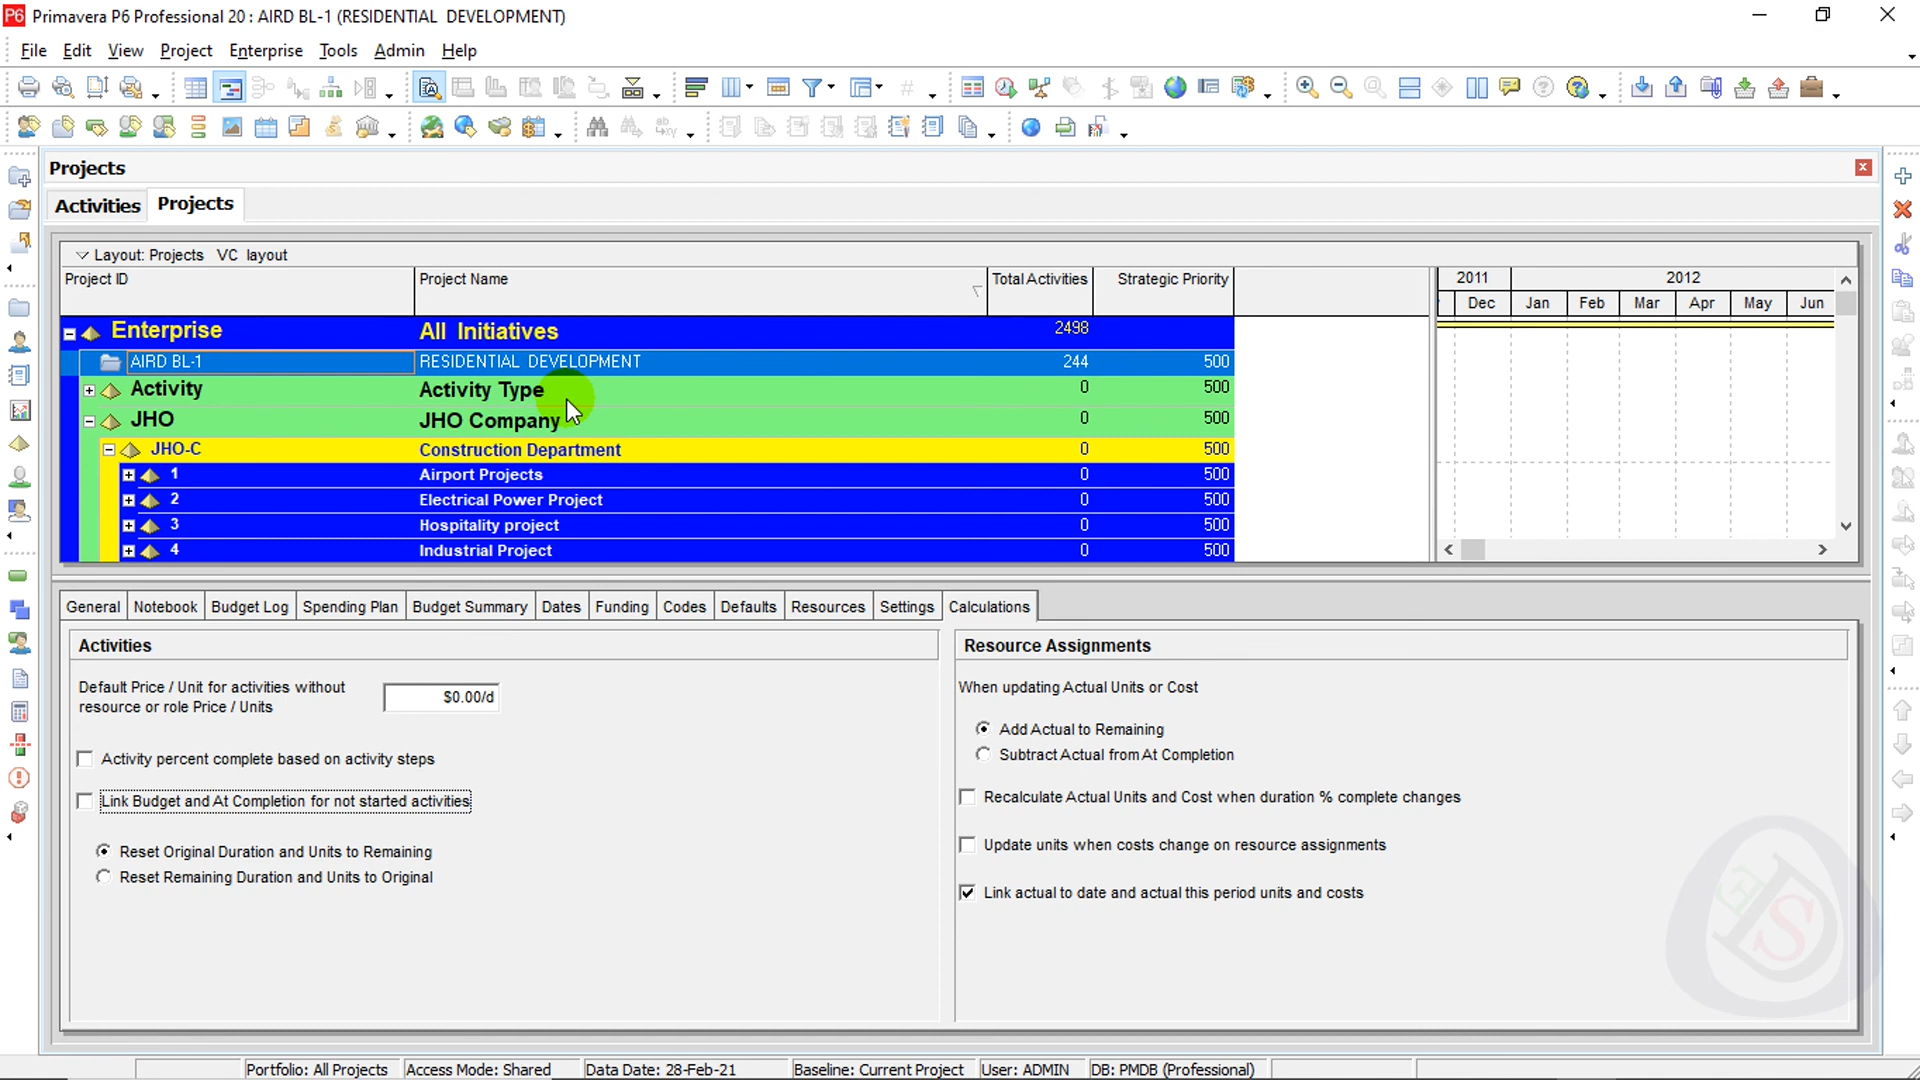 P6 Primavera P6 Professional 20 : AIRD BL-1 (RESIDENTIAL DEVELOPMENT)
File Edit View Project Enterprise Tools Admin Help
Projects
Activities Projects
Layout: Projects VC layout
Project ID Project Name Total Activities Strategic Priority 2011 2012
Dec Jan Feb Mar Apr May Jun
Enterprise All Initiatives 2498
AIRD BL-1 RESIDENTIAL DEVELOPMENT 244 500
Activity Activity Type 0 500
JHO JHO Company 0 500
JHO-C Construction Department 0 500
1 Airport Projects 0 500
2 Electrical Power Project 0 500
3 Hospitality project 0 500
4 Industrial Project 0 500
General Notebook Budget Log Spending Plan Budget Summary Dates Funding Codes Defaults Resources Settings Calculations
Activities
Default Price / Unit for activities without
resource or role Price / Units
$0.00/d
Activity percent complete based on activity steps
Link Budget and At Completion for not started activities
Reset Original Duration and Units to Remaining
Reset Remaining Duration and Units to Original
Resource Assignments
When updating Actual Units or Cost
Add Actual to Remaining
Subtract Actual from At Completion
Recalculate Actual Units and Cost when duration % complete changes
Update units when costs change on resource assignments
Link actual to date and actual this period units and costs
Portfolio: All Projects Access Mode: Shared Data Date: 28-Feb-21 Baseline: Current Project User: ADMIN DB: PMDB (Professional)